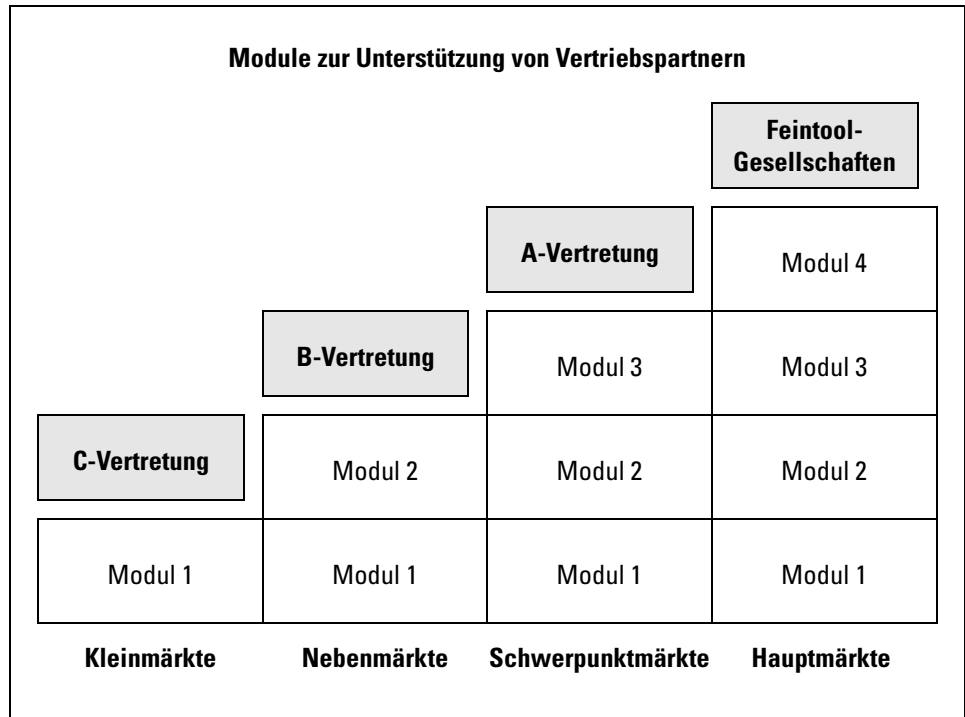 Module zur Unterstützung von Vertriebspartnern
Feintool-
Gesellschaften
A-Vertretung
Modul 4
B-Vertretung
Modul 3
Modul 3
C-Vertretung
Modul 2
Modul 2
Modul 2
Modul 1
Modul 1
Modul 1
Modul 1
Kleinmärkte
Nebenmärkte
Schwerpunktmärkte
Hauptmärkte